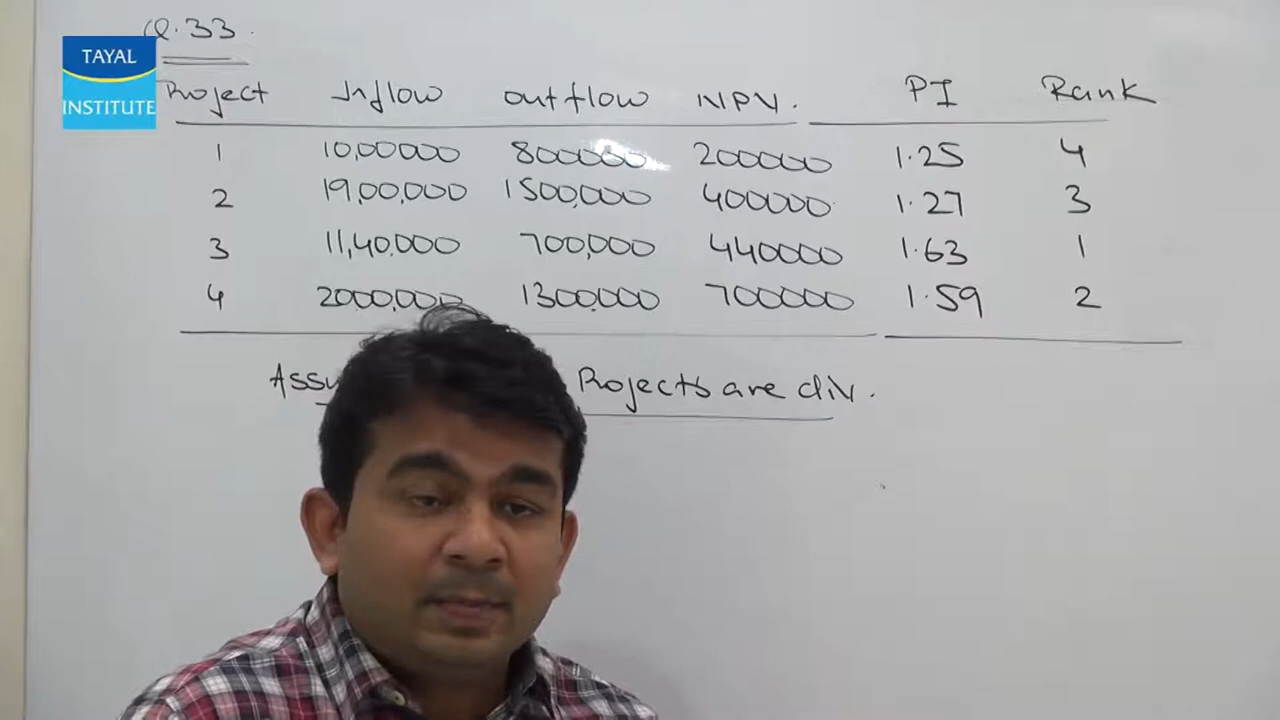 Q.33.
TAYAL INSTITUTE
Project Inflow outflow NPV. PI Rank
1 10,00000 800000 200000 1.25 4
2 19,00,000 1500,000 400000 1.27 3
3 11,40.000 700,000 440000 1.63 1
4 2000,000 1300,000 700000 1.59 2
Projects are div.